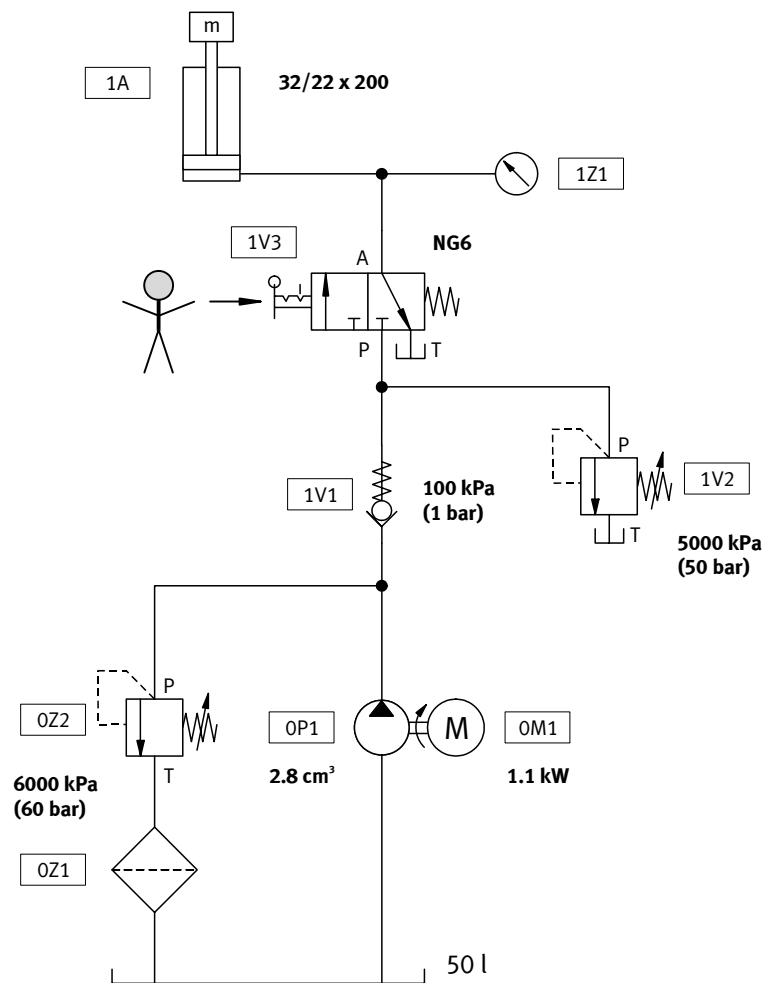 m
1A
32/22 x 200
1Z1
1V3
NG6
A
P
T
P
1V1
100 kPa
(1 bar)
1V2
T
5000 kPa
(50 bar)
P
0Z2
0P1
M
0M1
T
6000 kPa
(60 bar)
2.8 cm³
1.1 kW
0Z1
50 l